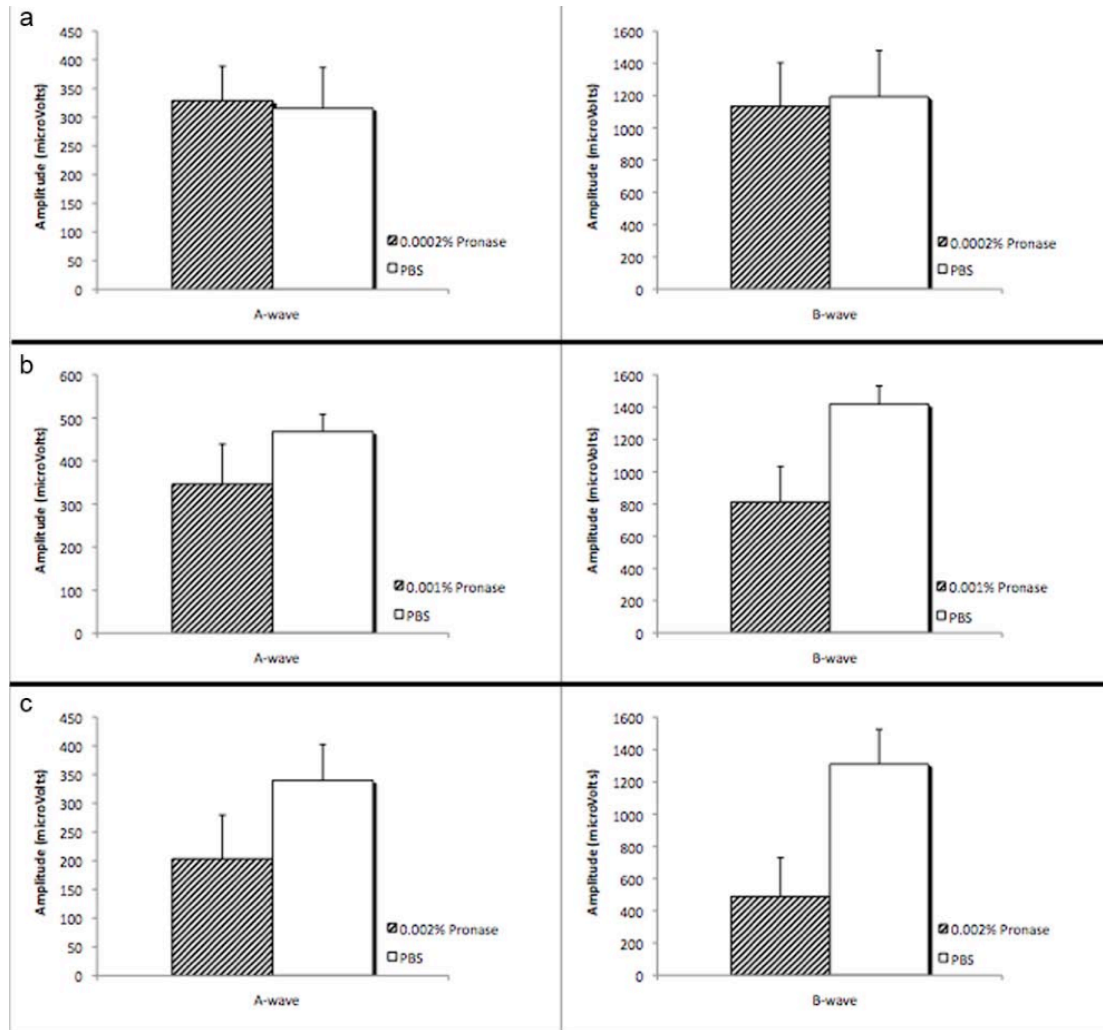 a
450
400
350
300
250
200
150
100
50
0
Amplitude (microVolts)
A-wave
0.0002% Pronase
PBS
1600
1400
1200
1000
800
600
400
200
0
Amplitude (microVolts)
B-wave
0.0002% Pronase
PBS
b
600
500
400
300
200
100
0
Amplitude (microVolts)
A-wave
0.001% Pronase
PBS
1600
1400
1200
1000
800
600
400
200
0
Amplitude (microVolts)
B-wave
0.001% Pronase
PBS
c
450
400
350
300
250
200
150
100
50
0
Amplitude (microVolts)
A-wave
0.002% Pronase
PBS
1600
1400
1200
1000
800
600
400
200
0
Amplitude (microVolts)
B-wave
0.002% Pronase
PBS